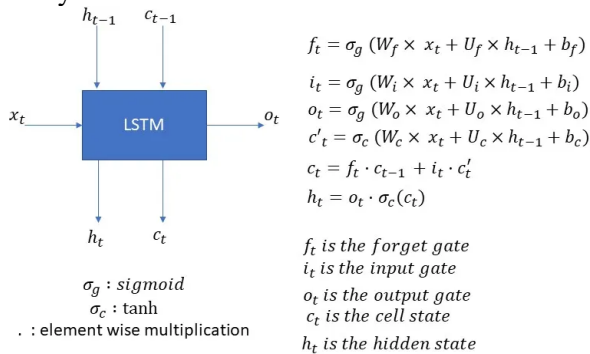 h_{t-1} c_{t-1}
x_t LSTM o_t
h_t c_t
σ_g : sigmoid
σ_c : tanh
. : element wise multiplication
f_t = σ_g (W_f × x_t + U_f × h_{t-1} + b_f)
i_t = σ_g (W_i × x_t + U_i × h_{t-1} + b_i)
o_t = σ_g (W_o × x_t + U_o × h_{t-1} + b_o)
c'_t = σ_c (W_c × x_t + U_c × h_{t-1} + b_c)
c_t = f_t · c_{t-1} + i_t · c'_t
h_t = o_t · σ_c(c_t)
f_t is the forget gate
i_t is the input gate
o_t is the output gate
c_t is the cell state
h_t is the hidden state